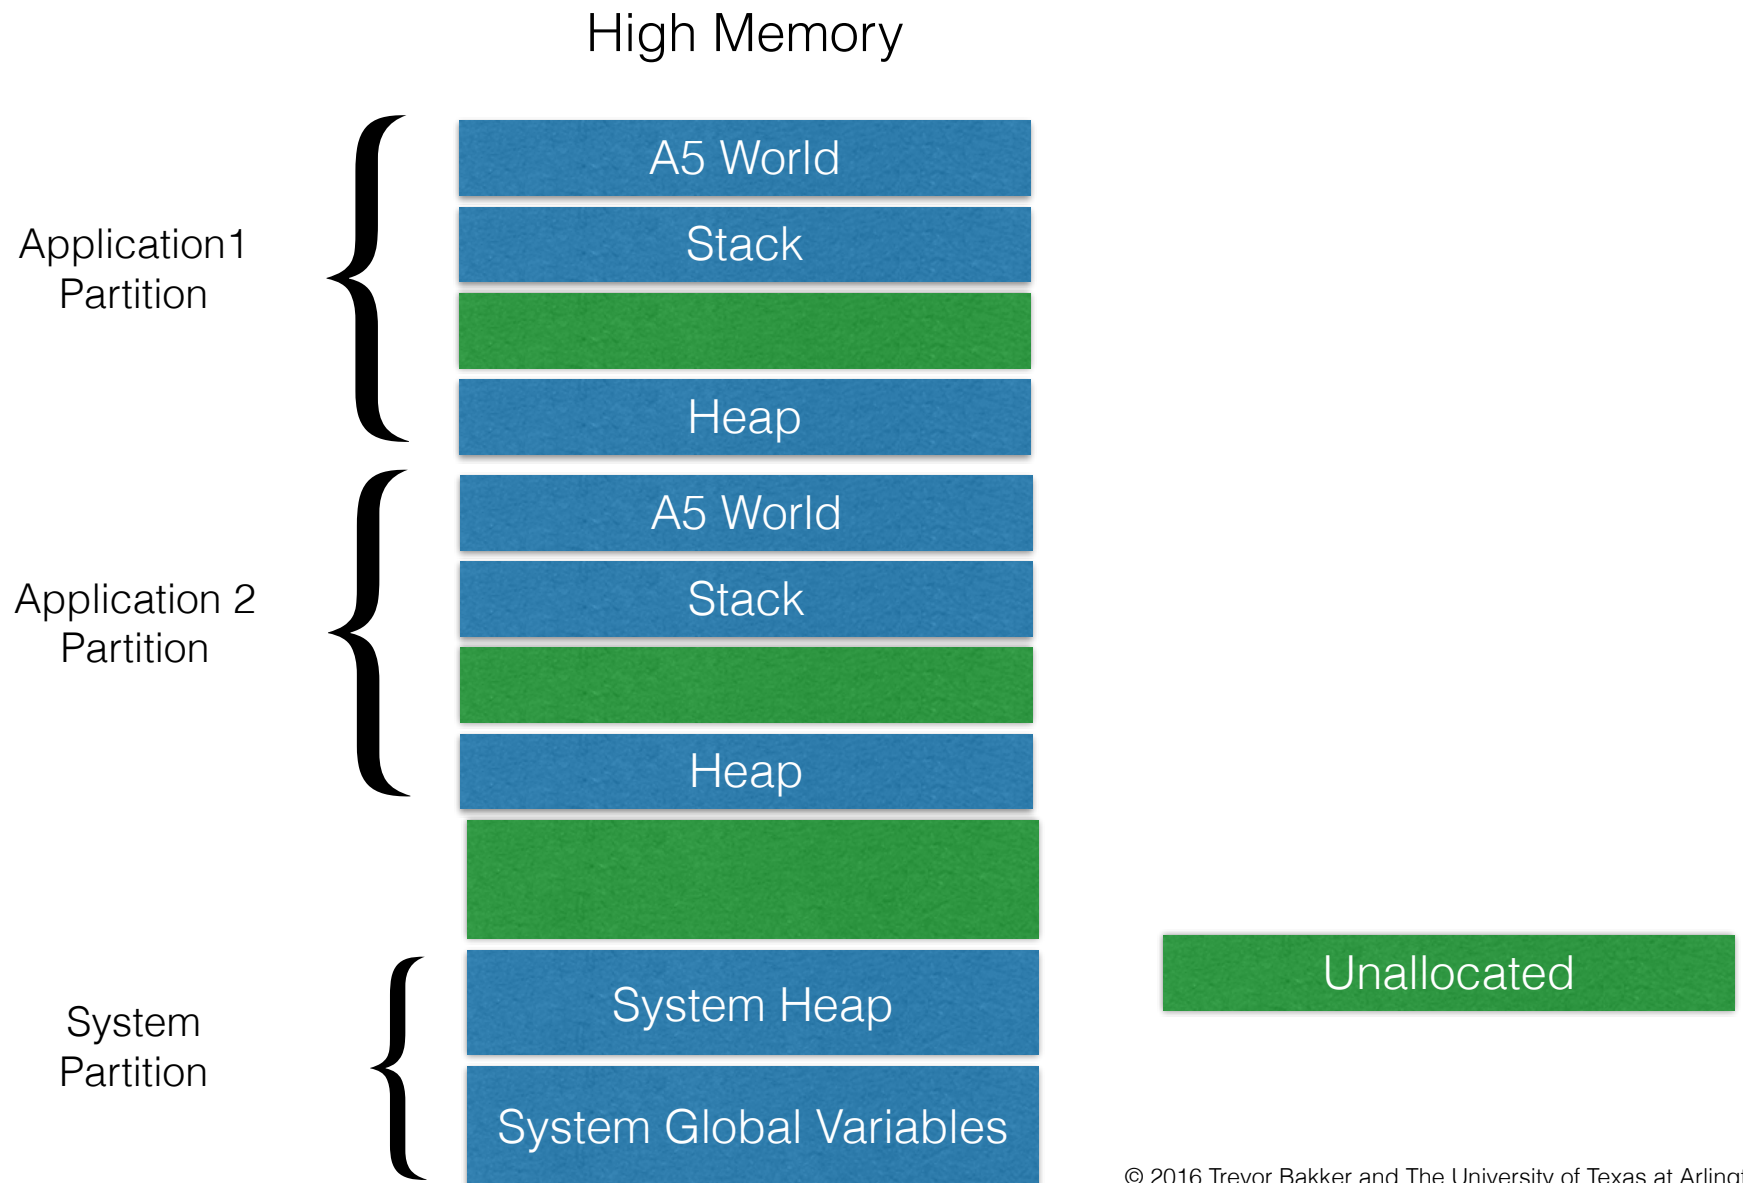 High Memory
A5 World
Stack
Application1
Partition
Heap
A5 World
Stack
Application 2
Partition
Heap
System Heap
Unallocated
System
Partition
System Global Variables
© 2016 Trevor Bakker and The University of Texas at